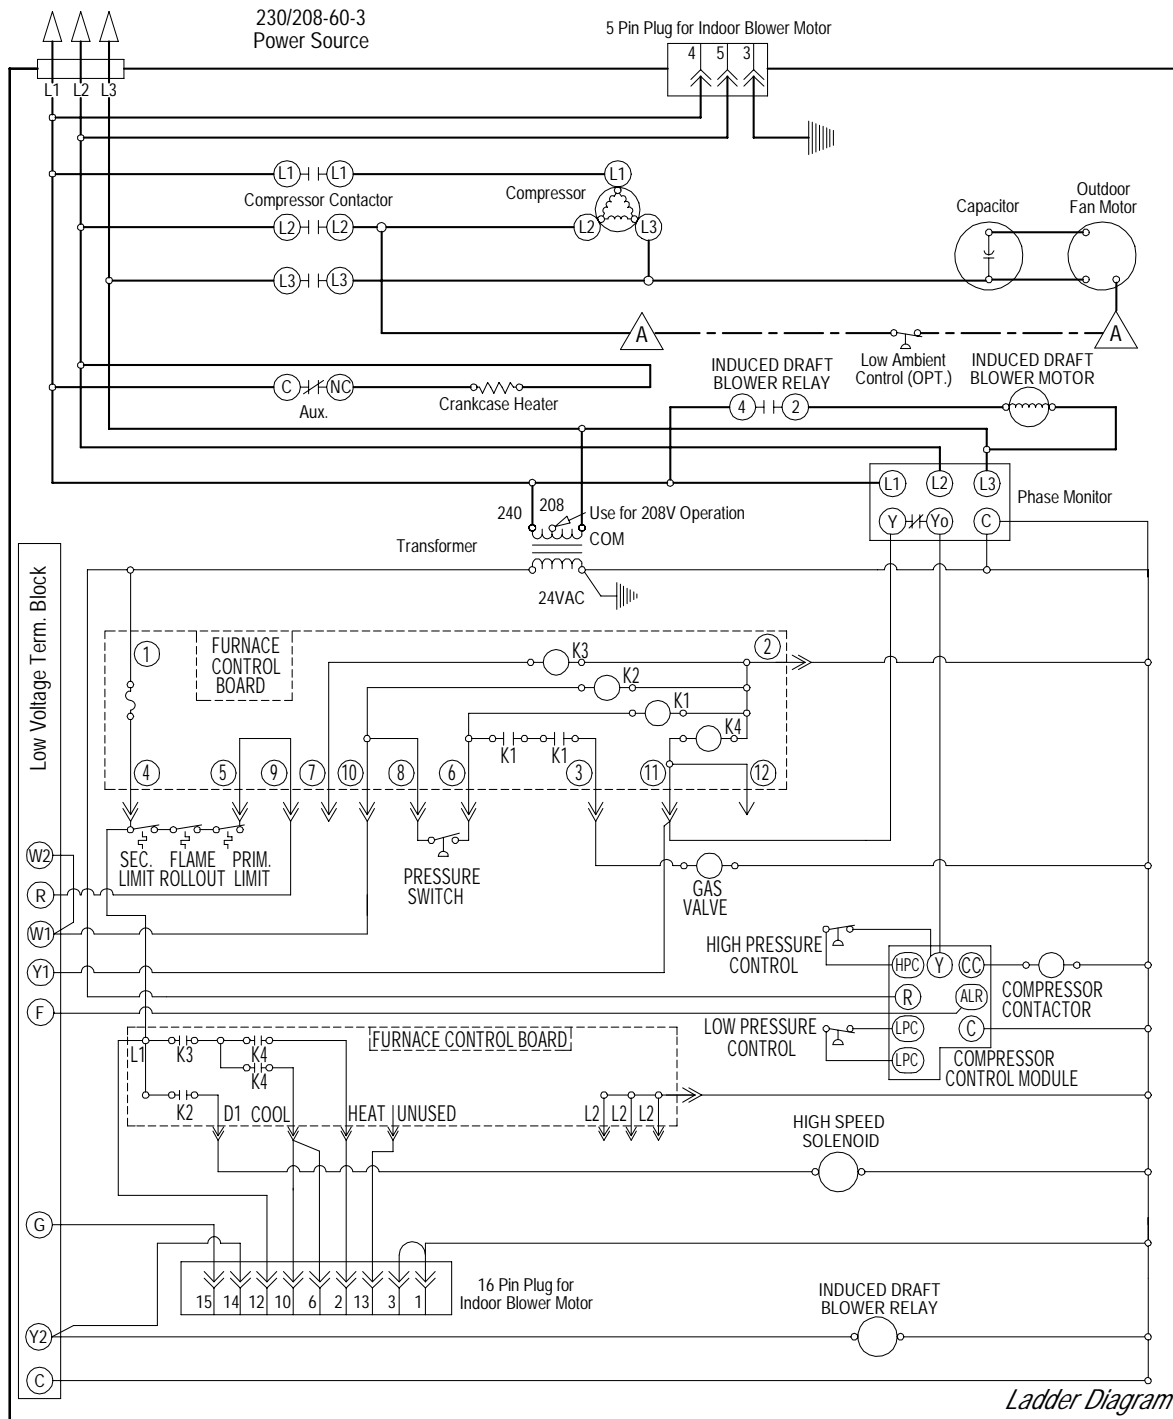 230/208-60-3
Power Source
5 Pin Plug for Indoor Blower Motor
4 5 3
L1 L2 L3
L1 L1
L1
Compressor Contactor
Compressor
L2 L2
L2 L3
Capacitor
Outdoor
Fan Motor
L3 L3
A
A
Low Ambient
Control (OPT.)
C NC
Aux.
Crankcase Heater
INDUCED DRAFT
BLOWER RELAY
4 2
INDUCED DRAFT
BLOWER MOTOR
L1 L2 L3
Phase Monitor
Y Yo C
240 208
Use for 208V Operation
COM
Transformer
24VAC
Low Voltage Term. Block
1
FURNACE
CONTROL
BOARD
K3
2
K2
K1
K4
K1 K1
4 5 9 7 10 8 6 3 11 12
SEC.
LIMIT
FLAME
ROLLOUT
PRIM.
LIMIT
PRESSURE
SWITCH
GAS
VALVE
W2
R
W1
Y1
F
HIGH PRESSURE
CONTROL
HPC Y CC
R ALR
COMPRESSOR
CONTACTOR
LOW PRESSURE
CONTROL
LPC C
LPC
COMPRESSOR
CONTROL MODULE
FURNACE CONTROL BOARD
L1 K3 K4
K4
K2
D1 COOL HEAT UNUSED
L2 L2 L2
HIGH SPEED
SOLENOID
G
15 14 12 10 6 2 13 3 1
16 Pin Plug for
Indoor Blower Motor
INDUCED DRAFT
BLOWER RELAY
Y2
C
Ladder Diagram